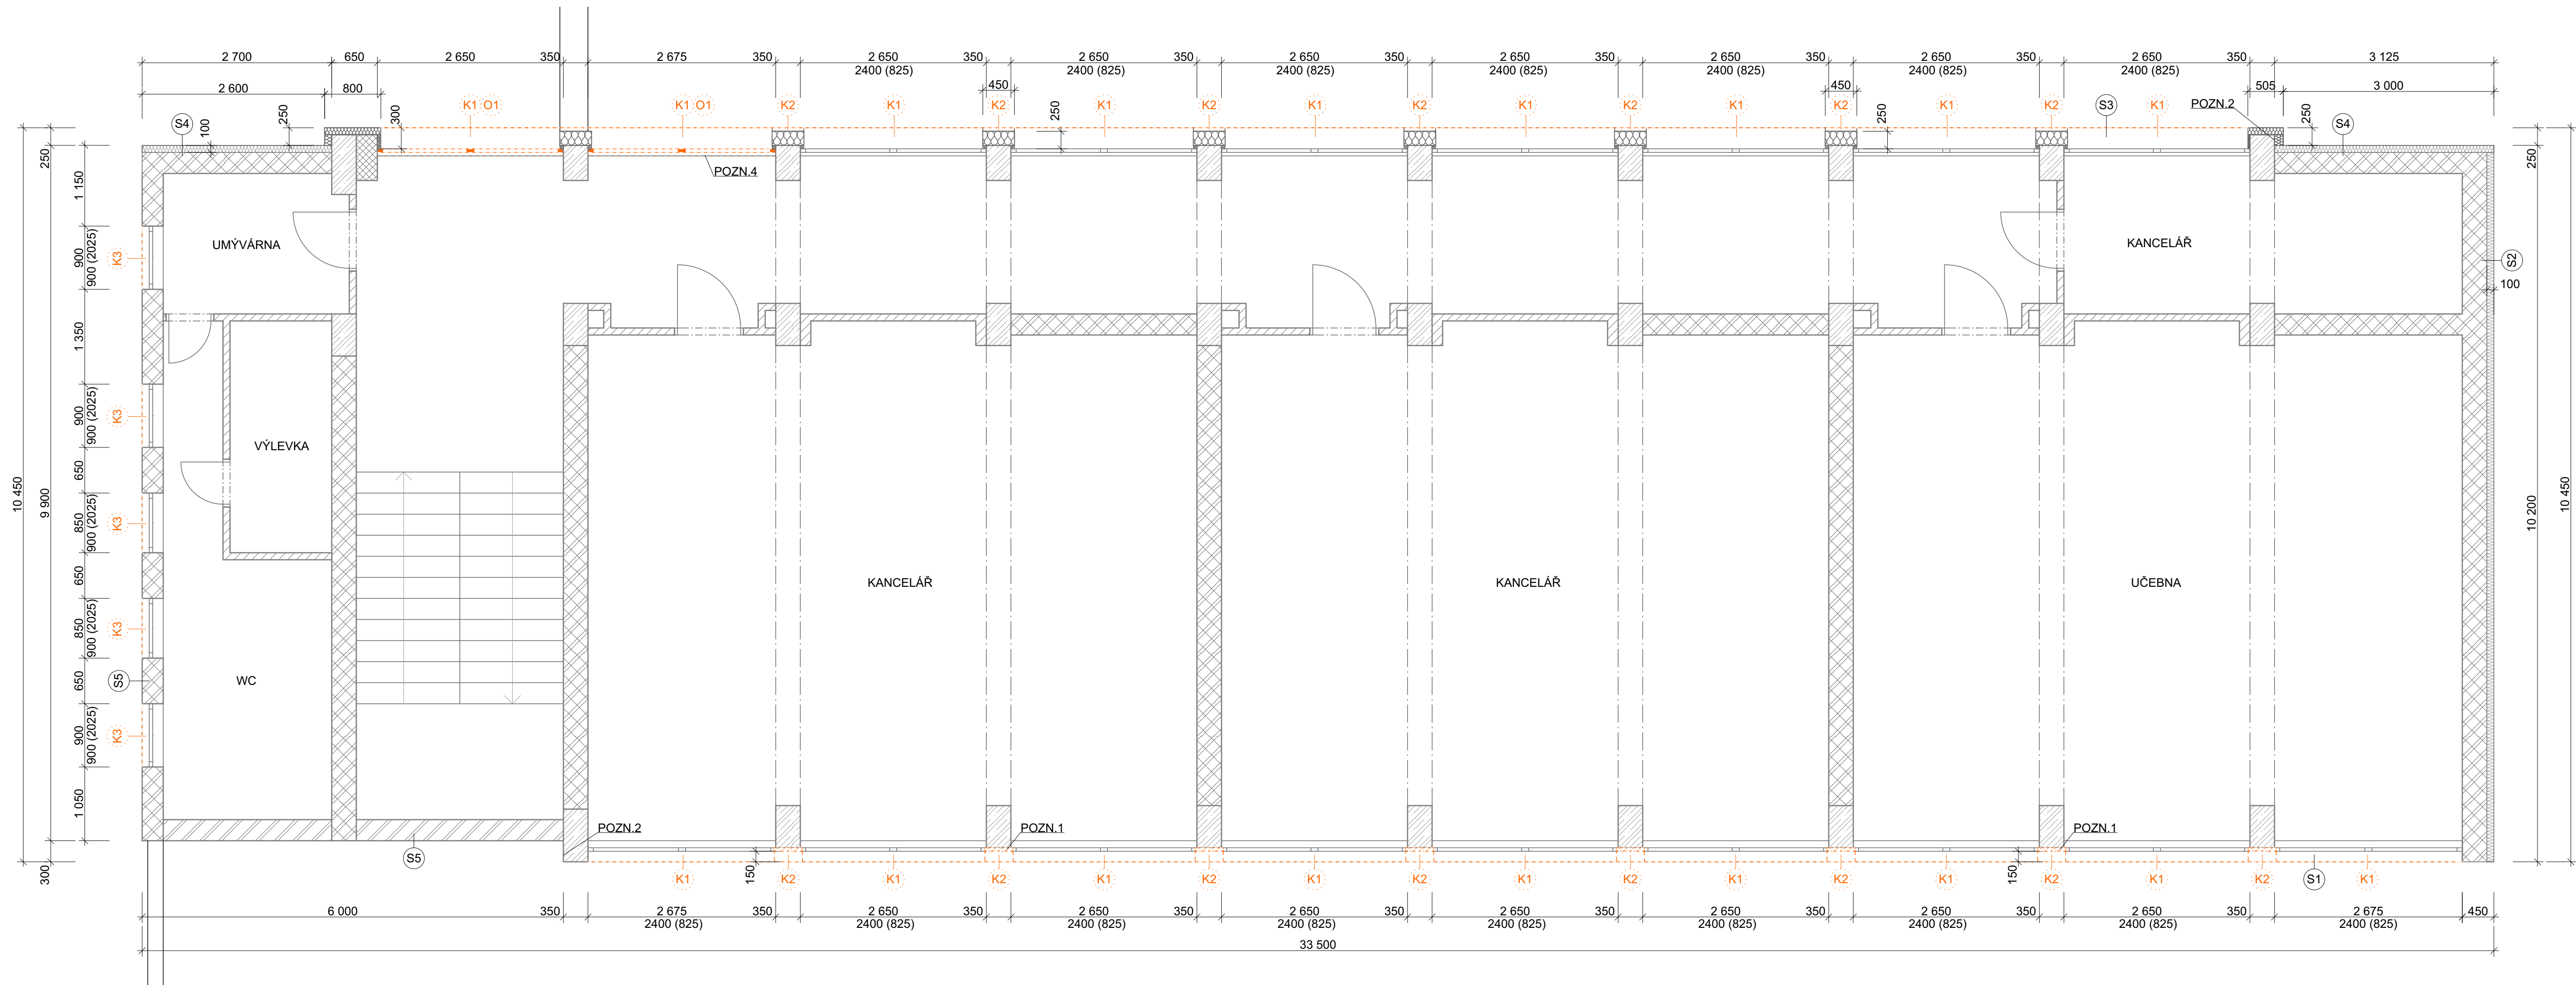 2 700 650 2 650 350 2 675 350 2 650 350 2 650 350 2 650 350 2 650 350 2 650 350 2 650 350 2 650 350 3 125
2400 (825) 2400 (825) 2400 (825) 2400 (825) 2400 (825) 2400 (825) 2400 (825)
2 600 800 450 450 505 3 000
K1 O1 K1 O1 K2 K1 K2 K1 K2 K1 K2 K1 K2 K1 K2 K1 K2 S3 K1 POZN.2
S4 100 250 300 250 250 250 S4
POZN.4
250 250
1 150
UMÝVÁRNA KANCELÁŘ
K3 900 900 (2025) S2
100
1 350
K3 900 900 (2025)
VÝLEVKA
650
10 450 9 900 10 200 10 450
K3 850 900 (2025)
650
KANCELÁŘ KANCELÁŘ UČEBNA
K3 850 900 (2025)
S5 650 WC
K3 900 900 (2025)
1 050
POZN.2 POZN.1 POZN.1
S5
300 150 150
K1 K2 K1 K2 K1 K2 K1 K2 K1 K2 K1 K2 K1 K2 K1 K2 S1 K1
6 000 350 2 675 350 2 650 350 2 650 350 2 650 350 2 650 350 2 650 350 2 650 350 2 650 350 2 675 450
2400 (825) 2400 (825) 2400 (825) 2400 (825) 2400 (825) 2400 (825) 2400 (825) 2400 (825) 2400 (825)
33 500